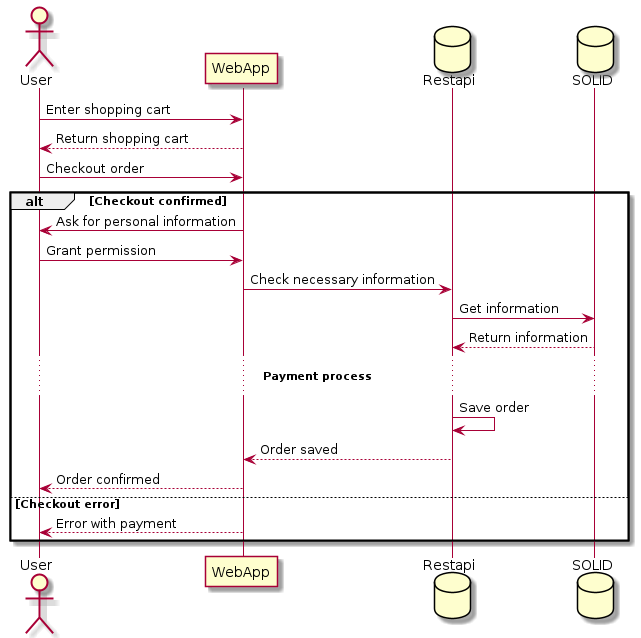 User
WebApp
Restapi
SOLID
Enter shopping cart
Return shopping cart
Checkout order
alt
[Checkout confirmed]
Ask for personal information
Grant permission
Check necessary information
Get information
Return information
Payment process
Save order
Order saved
Order confirmed
[Checkout error]
Error with payment
User
WebApp
Restapi
SOLID